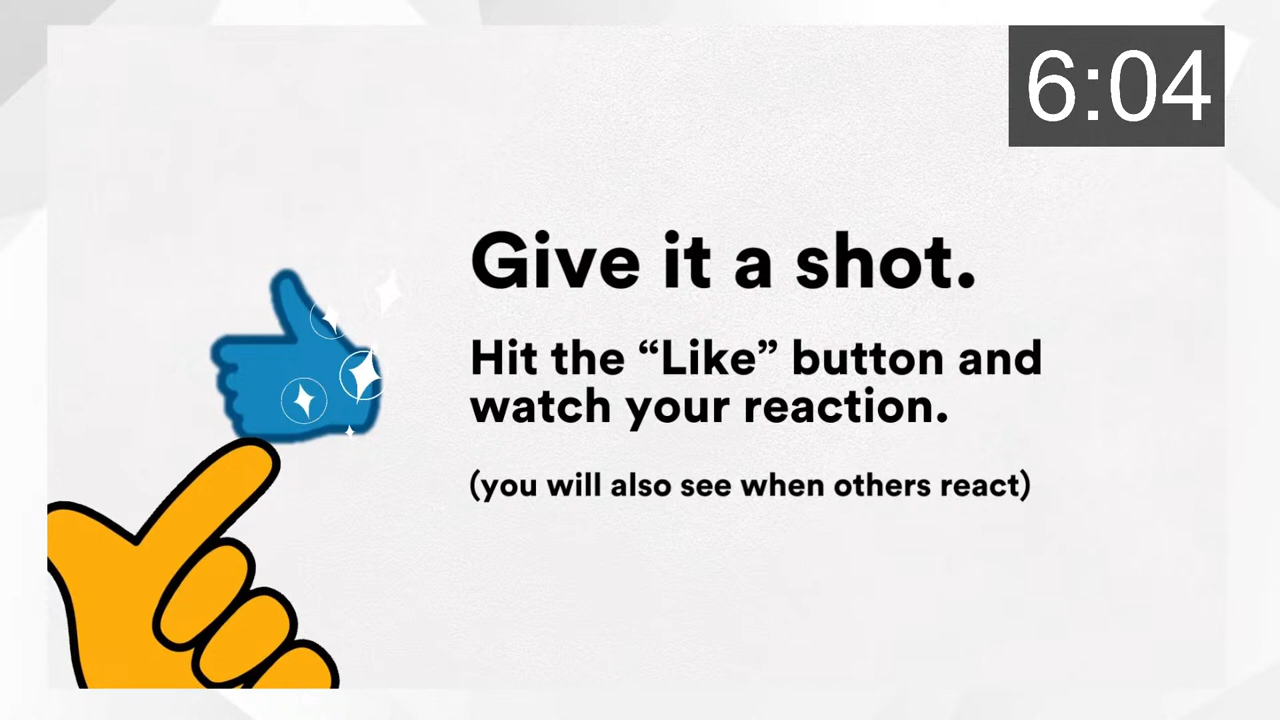 6:04
Give it a shot.
Hit the “Like” button and
watch your reaction.
(you will also see when others react)